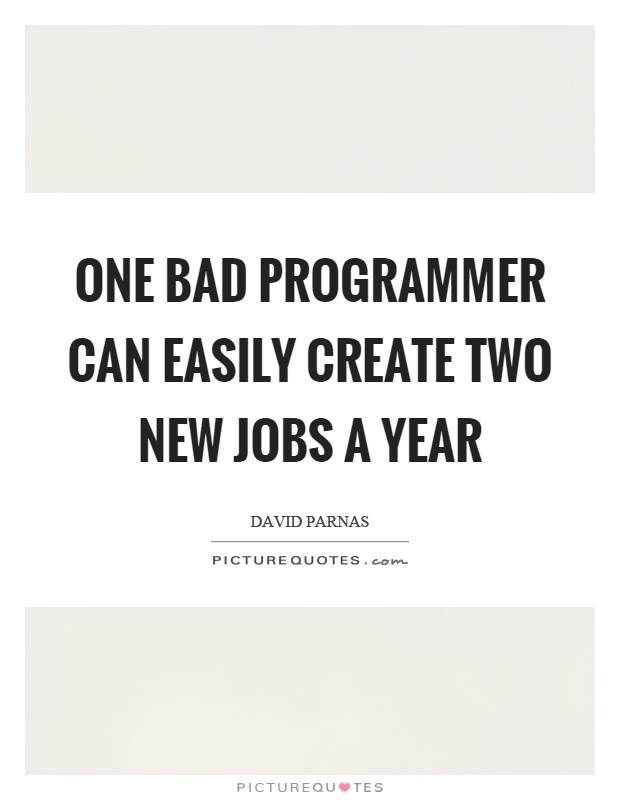 ONE BAD PROGRAMMER
CAN EASILY CREATE TWO
NEW JOBS A YEAR
DAVID PARNAS
PICTUREQUOTES.com
PICTUREQUOTES